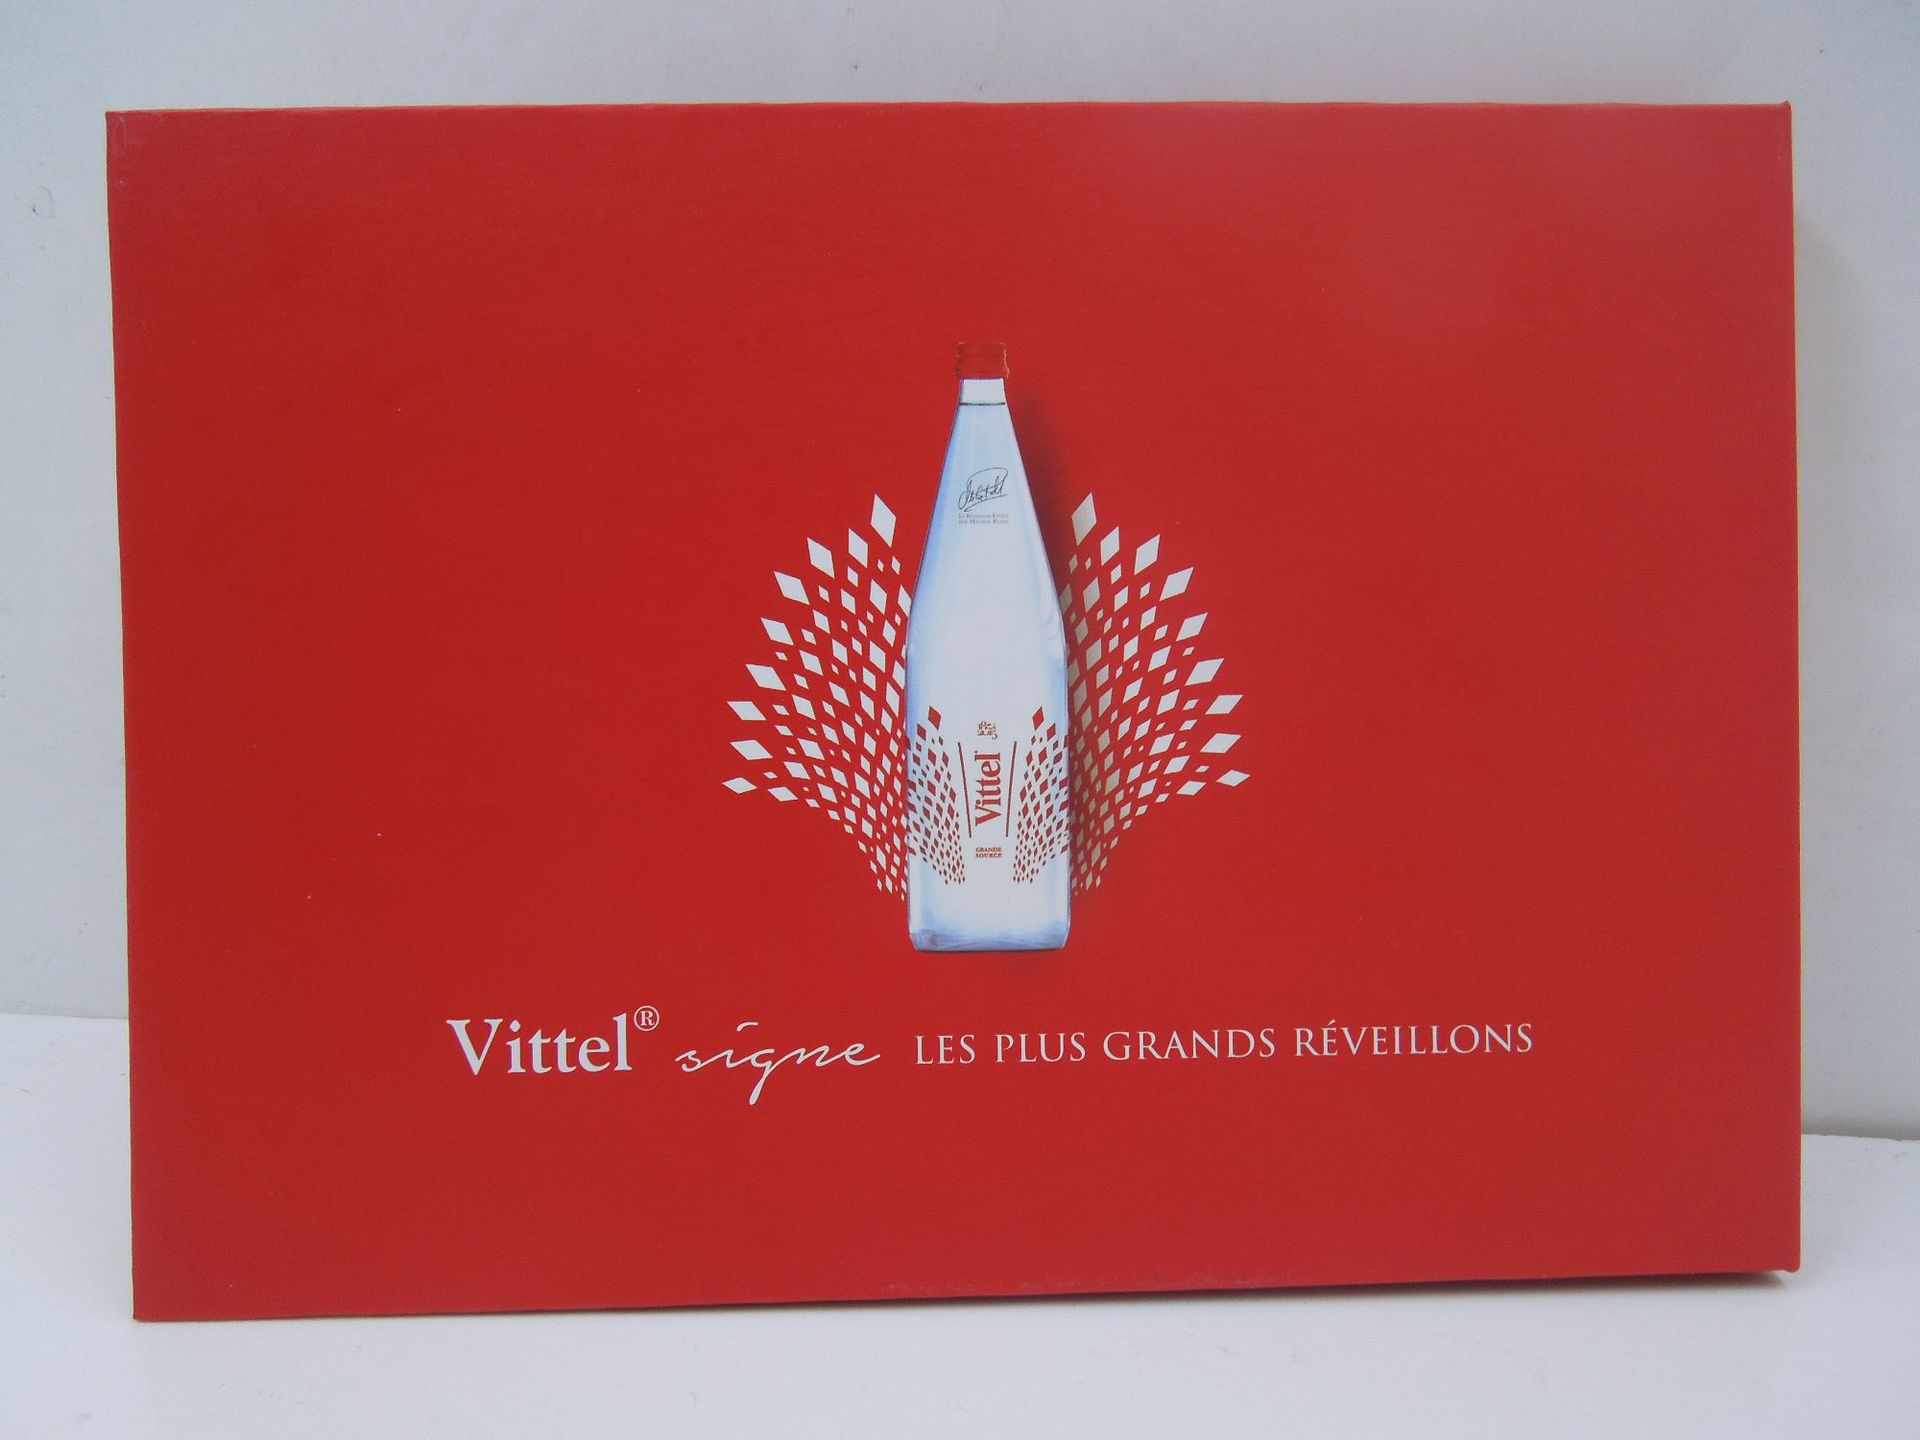 Vittel
GRANDE
SOURCE
Vittel® signe LES PLUS GRANDS RÉVEILLONS